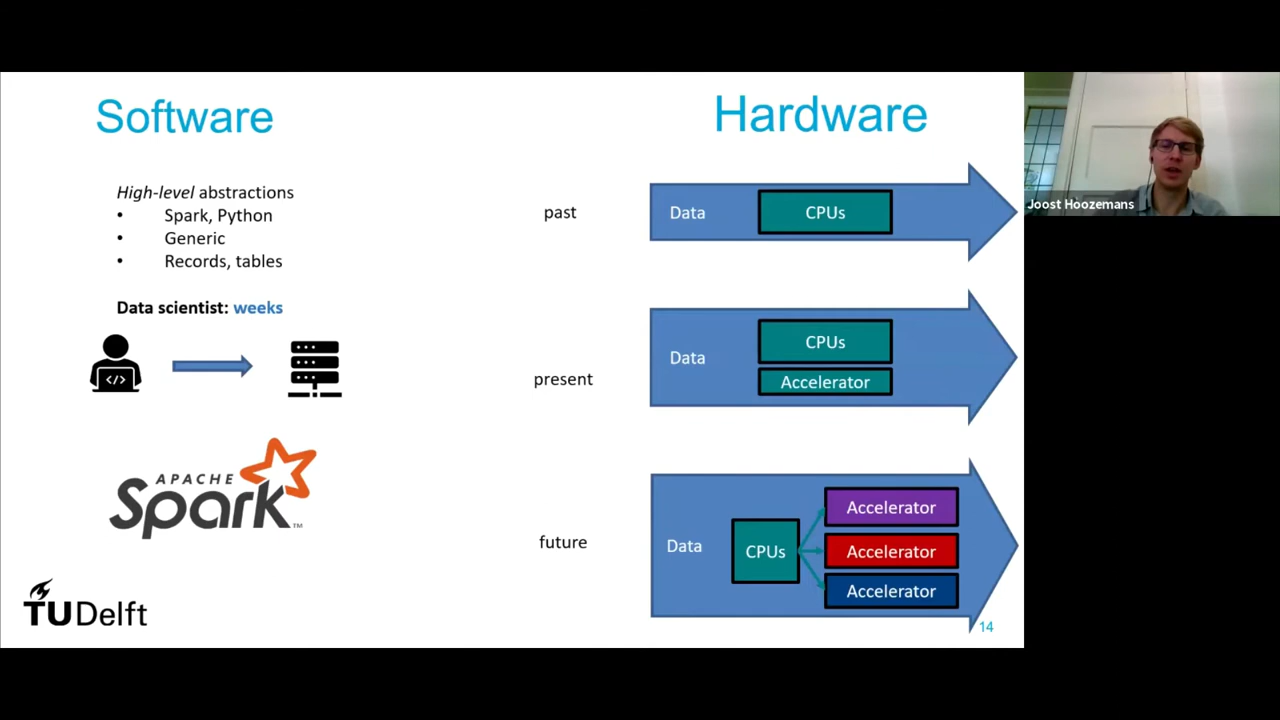 Software
High-level abstractions
• Spark, Python
• Generic
• Records, tables
Data scientist: weeks
</>
APACHE
Spark™
TUDelft
Hardware
past
Data
CPUs
present
Data
CPUs
Accelerator
future
Data
CPUs
Accelerator
Accelerator
Accelerator
14
Joost Hoozemans